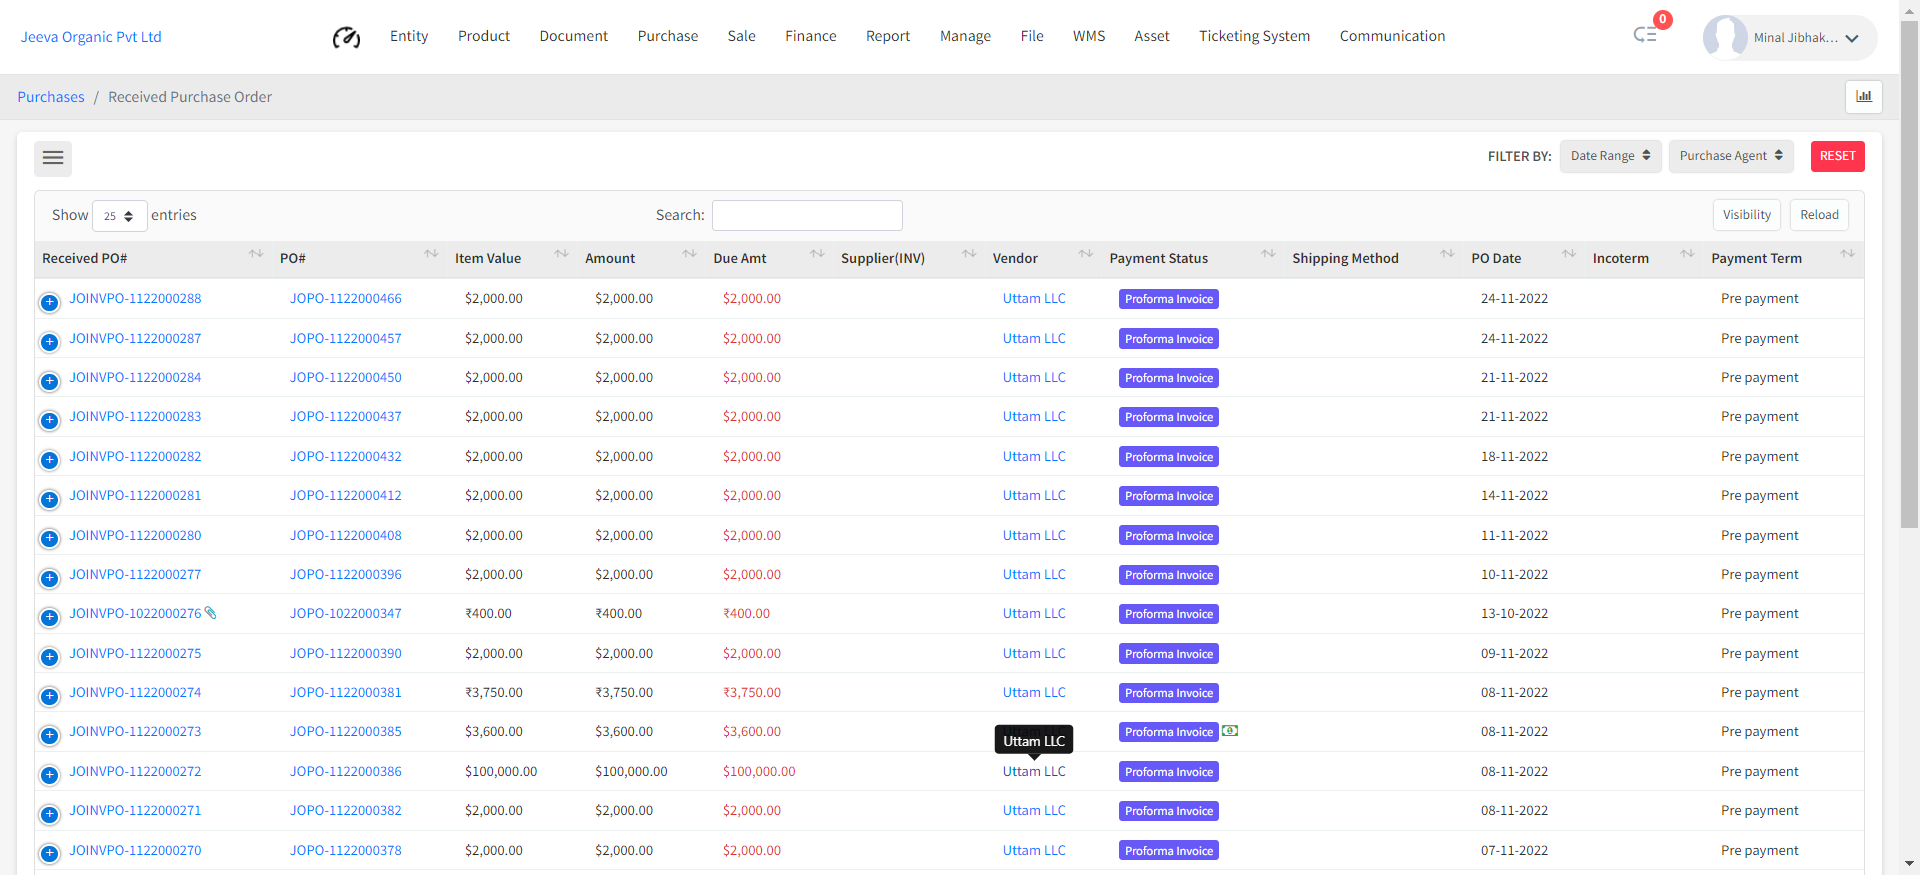 Jeeva Organic Pvt Ltd Entity Product Document Purchase Sale Finance Report Manage File WMS Asset Ticketing System Communication 0 Minal Jibhak...
Purchases / Received Purchase Order
FILTER BY: Date Range Purchase Agent RESET
Show 25 entries Search: Visibility Reload
Received PO# PO# Item Value Amount Due Amt Supplier(INV) Vendor Payment Status Shipping Method PO Date Incoterm Payment Term
JOINVPO-1122000288 JOPO-1122000466 $2,000.00 $2,000.00 $2,000.00 Uttam LLC Proforma Invoice 24-11-2022 Pre payment
JOINVPO-1122000287 JOPO-1122000457 $2,000.00 $2,000.00 $2,000.00 Uttam LLC Proforma Invoice 24-11-2022 Pre payment
JOINVPO-1122000284 JOPO-1122000450 $2,000.00 $2,000.00 $2,000.00 Uttam LLC Proforma Invoice 21-11-2022 Pre payment
JOINVPO-1122000283 JOPO-1122000437 $2,000.00 $2,000.00 $2,000.00 Uttam LLC Proforma Invoice 21-11-2022 Pre payment
JOINVPO-1122000282 JOPO-1122000432 $2,000.00 $2,000.00 $2,000.00 Uttam LLC Proforma Invoice 18-11-2022 Pre payment
JOINVPO-1122000281 JOPO-1122000412 $2,000.00 $2,000.00 $2,000.00 Uttam LLC Proforma Invoice 14-11-2022 Pre payment
JOINVPO-1122000280 JOPO-1122000408 $2,000.00 $2,000.00 $2,000.00 Uttam LLC Proforma Invoice 11-11-2022 Pre payment
JOINVPO-1122000277 JOPO-1122000396 $2,000.00 $2,000.00 $2,000.00 Uttam LLC Proforma Invoice 10-11-2022 Pre payment
JOINVPO-1022000276 JOPO-1022000347 ₹400.00 ₹400.00 ₹400.00 Uttam LLC Proforma Invoice 13-10-2022 Pre payment
JOINVPO-1122000275 JOPO-1122000390 $2,000.00 $2,000.00 $2,000.00 Uttam LLC Proforma Invoice 09-11-2022 Pre payment
JOINVPO-1122000274 JOPO-1122000381 ₹3,750.00 ₹3,750.00 ₹3,750.00 Uttam LLC Proforma Invoice 08-11-2022 Pre payment
JOINVPO-1122000273 JOPO-1122000385 $3,600.00 $3,600.00 $3,600.00 Proforma Invoice 08-11-2022 Pre payment
Uttam LLC
JOINVPO-1122000272 JOPO-1122000386 $100,000.00 $100,000.00 $100,000.00 Uttam LLC Proforma Invoice 08-11-2022 Pre payment
JOINVPO-1122000271 JOPO-1122000382 $2,000.00 $2,000.00 $2,000.00 Uttam LLC Proforma Invoice 08-11-2022 Pre payment
JOINVPO-1122000270 JOPO-1122000378 $2,000.00 $2,000.00 $2,000.00 Uttam LLC Proforma Invoice 07-11-2022 Pre payment